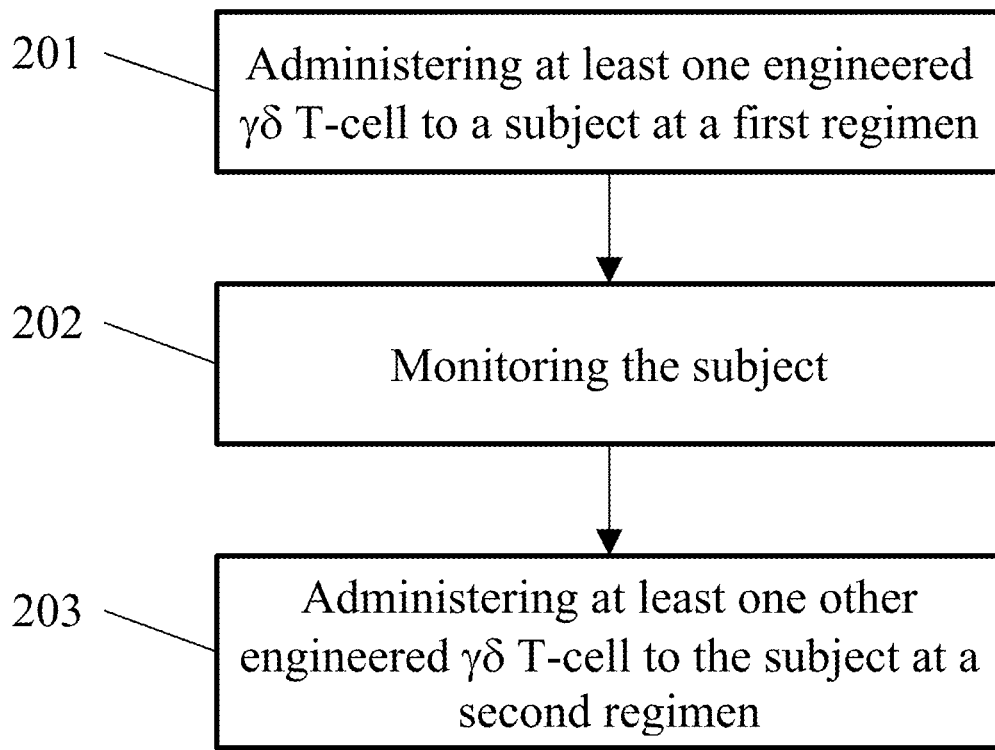 201
Administering at least one engineered
γδ T-cell to a subject at a first regimen
202
Monitoring the subject
203
Administering at least one other
engineered γδ T-cell to the subject at a
second regimen